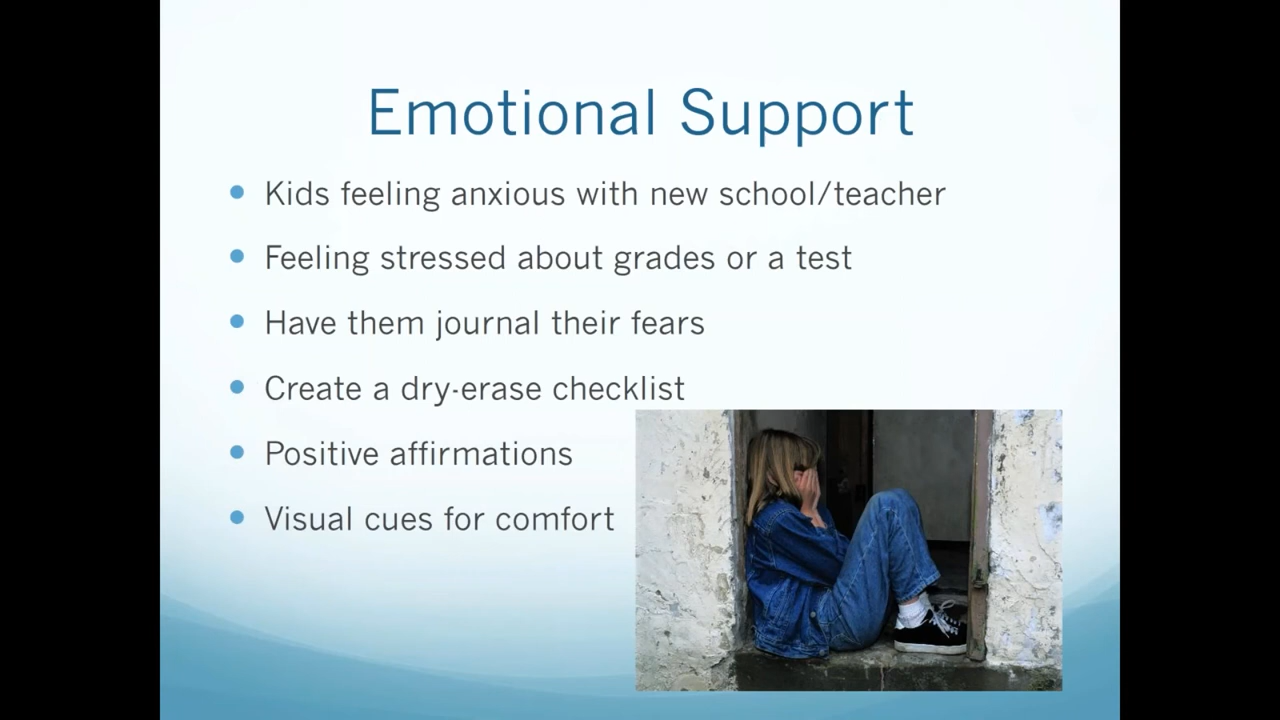 Emotional Support
Kids feeling anxious with new school/teacher
Feeling stressed about grades or a test
Have them journal their fears
Create a dry-erase checklist
Positive affirmations
Visual cues for comfort